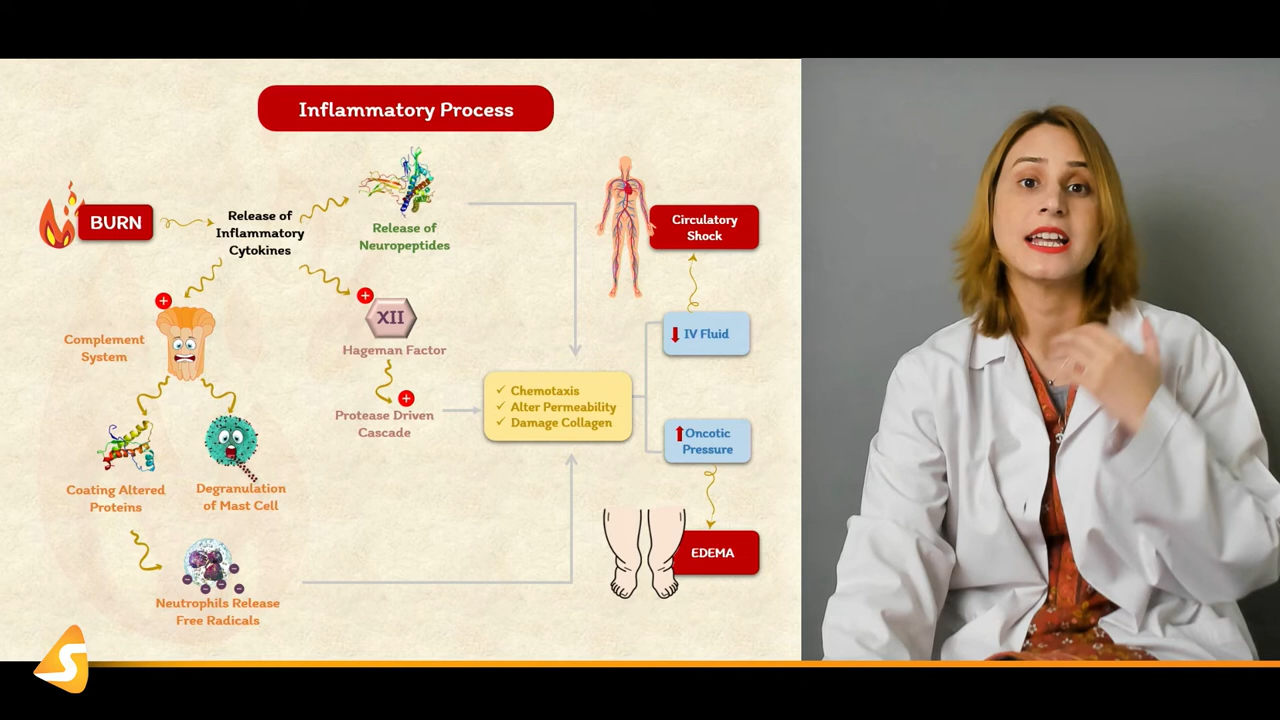 Inflammatory Process
BURN
Release of
Inflammatory
Cytokines
Release of
Neuropeptides
Circulatory
Shock
+
Complement
System
+
XII
Hageman Factor
IV Fluid
+
Protease Driven
Cascade
✓ Chemotaxis
✓ Alter Permeability
✓ Damage Collagen
Oncotic
Pressure
Coating Altered
Proteins
Degranulation
of Mast Cell
EDEMA
Neutrophils Release
Free Radicals
S